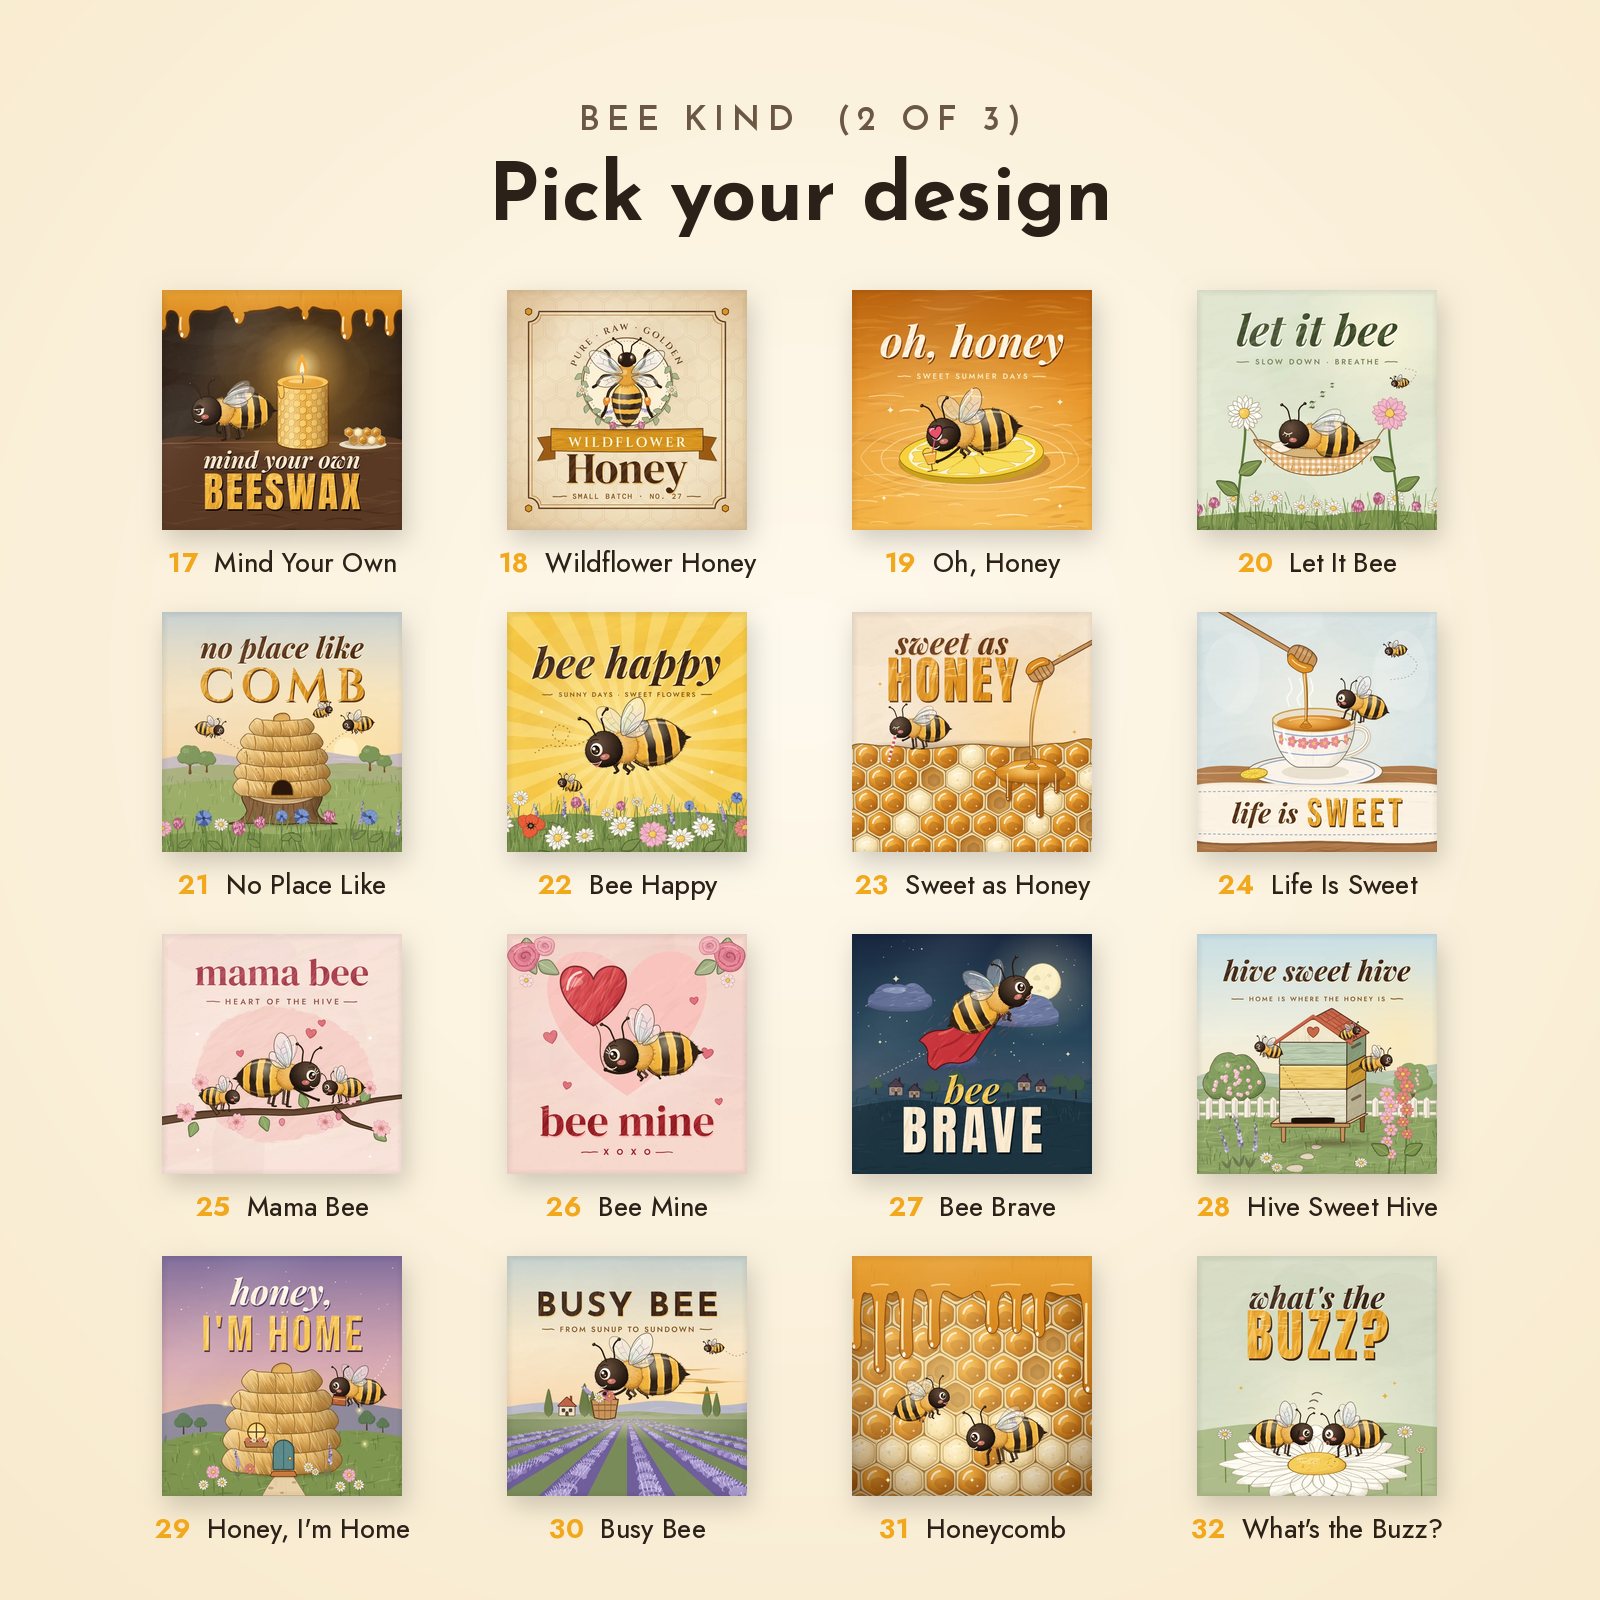 BEE KIND (2 OF 3)
Pick your design
mind your own
BEESWAX
17 Mind Your Own
PURE · RAW · GOLDEN
WILDFLOWER
Honey
SMALL BATCH · NO. 27
18 Wildflower Honey
oh, honey
SWEET SUMMER DAYS
19 Oh, Honey
let it bee
SLOW DOWN · BREATHE
z z z
20 Let It Bee
no place like
COMB
21 No Place Like
bee happy
SUNNY DAYS · SWEET FLOWERS
22 Bee Happy
sweet as
HONEY
23 Sweet as Honey
life is SWEET
24 Life Is Sweet
mama bee
HEART OF THE HIVE
25 Mama Bee
bee mine
XOXO
26 Bee Mine
bee
BRAVE
27 Bee Brave
hive sweet hive
HOME IS WHERE THE HONEY IS
28 Hive Sweet Hive
honey,
I'M HOME
29 Honey, I'm Home
BUSY BEE
FROM SUNUP TO SUNDOWN
30 Busy Bee
31 Honeycomb
what's the
BUZZ?
32 What's the Buzz?